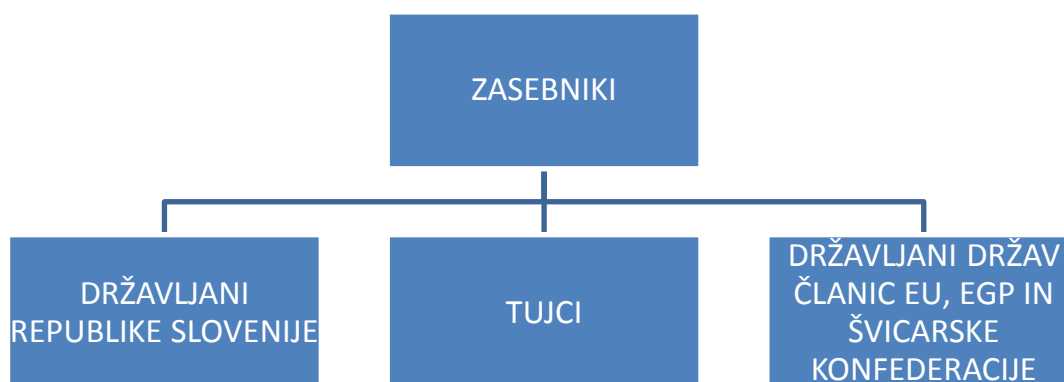 ZASEBNIKI
DRŽAVLJANI
REPUBLIKE SLOVENIJE
TUJCI
DRŽAVLJANI DRŽAV
ČLANIC EU, EGP IN
ŠVICARSKE
KONFEDERACIJE